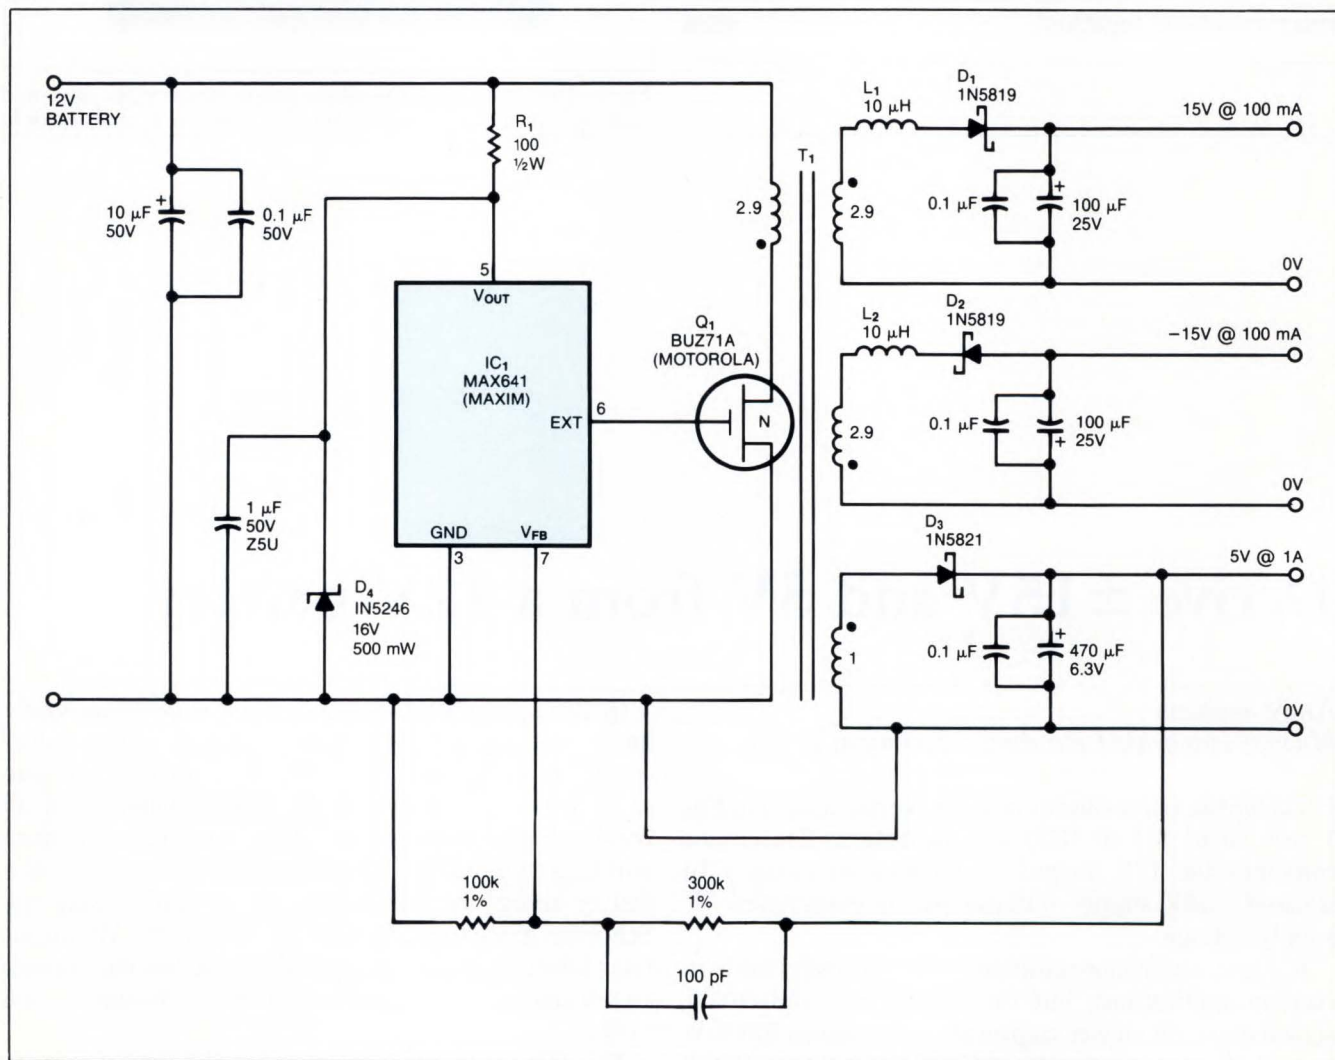 12V
BATTERY
10 μF
50V
+
0.1 μF
50V
R1
100
½W
5
VOUT
IC1
MAX641
(MAXIM)
EXT
6
GND
3
VFB
7
1 μF
50V
Z5U
D4
IN5246
16V
500 mW
Q1
BUZ71A
(MOTOROLA)
N
2.9
T1
2.9
L1
10 μH
D1
1N5819
15V @ 100 mA
0.1 μF
+
100 μF
25V
0V
L2
10 μH
D2
1N5819
−15V @ 100 mA
2.9
0.1 μF
100 μF
25V
+
0V
D3
1N5821
5V @ 1A
1
0.1 μF
+
470 μF
6.3V
0V
100k
1%
300k
1%
100 pF